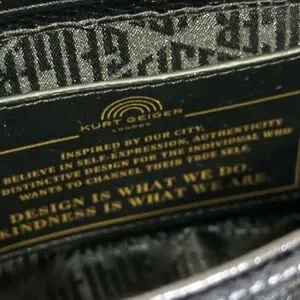 KURT GEIGER
LONDON
INSPIRED BY OUR CITY.
BELIEVE IN SELF-EXPRESSION, AUTHENTICITY
DISTINCTIVE DESIGN FOR THE INDIVIDUAL WHO
WANTS TO CHANNEL THEIR TRUE SELF.
DESIGN IS WHAT WE DO.
KINDNESS IS WHAT WE ARE.